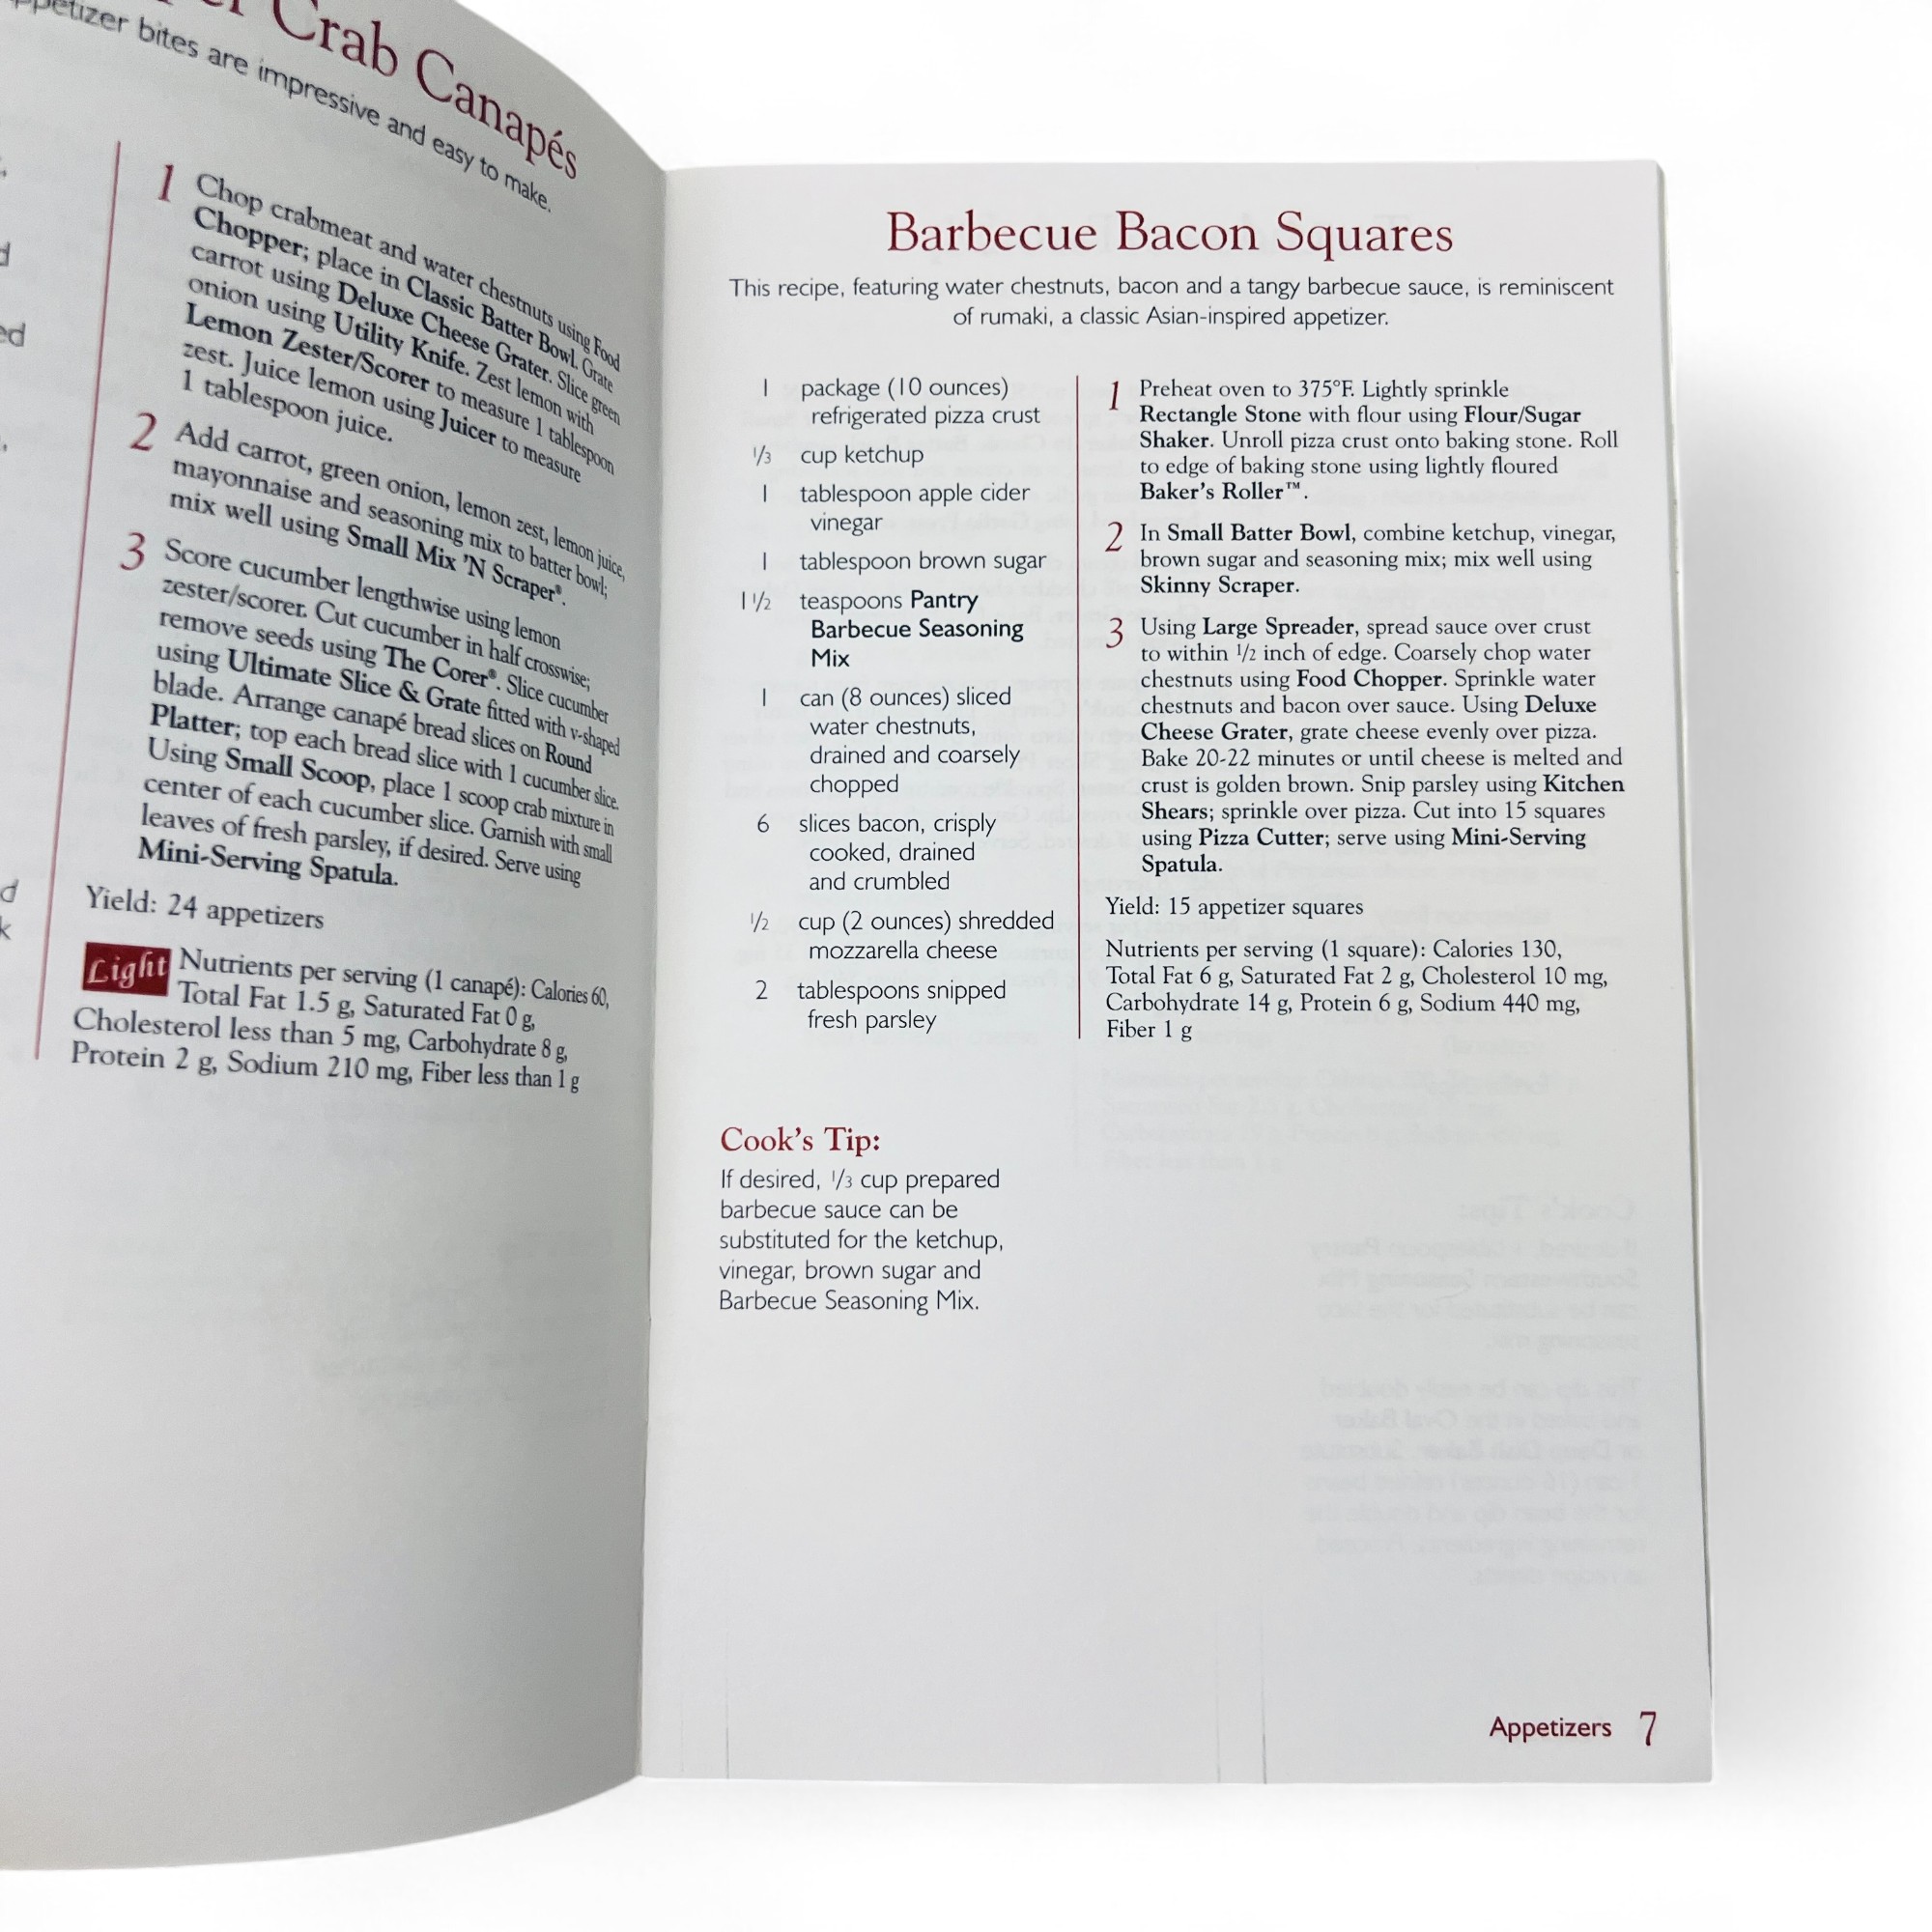 Crab Canapés
appetizer bites are impressive and easy to make.
1 Chop crabmeat and water chestnuts using Food
Chopper; place in Classic Batter Bowl. Grate
carrot using Deluxe Cheese Grater. Slice green
onion using Utility Knife. Zest lemon with
Lemon Zester/Scorer to measure 1 tablespoon
zest. Juice lemon using Juicer to measure
1 tablespoon juice.
2 Add carrot, green onion, lemon zest, lemon juice,
mayonnaise and seasoning mix to batter bowl;
mix well using Small Mix 'N Scraper®.
3 Score cucumber lengthwise using lemon
zester/scorer. Cut cucumber in half crosswise;
remove seeds using The Corer®. Slice cucumber
using Ultimate Slice & Grate fitted with v-shaped
blade. Arrange canapé bread slices on Round
Platter; top each bread slice with 1 cucumber slice.
Using Small Scoop, place 1 scoop crab mixture in
center of each cucumber slice. Garnish with small
leaves of fresh parsley, if desired. Serve using
Mini-Serving Spatula.
Yield: 24 appetizers
Light Nutrients per serving (1 canapé): Calories 60,
Total Fat 1.5 g, Saturated Fat 0 g,
Cholesterol less than 5 mg, Carbohydrate 8 g,
Protein 2 g, Sodium 210 mg, Fiber less than 1 g
Barbecue Bacon Squares
This recipe, featuring water chestnuts, bacon and a tangy barbecue sauce, is reminiscent
of rumaki, a classic Asian-inspired appetizer.
1 package (10 ounces)
refrigerated pizza crust
1/3 cup ketchup
1 tablespoon apple cider
vinegar
1 tablespoon brown sugar
1 1/2 teaspoons Pantry
Barbecue Seasoning
Mix
1 can (8 ounces) sliced
water chestnuts,
drained and coarsely
chopped
6 slices bacon, crisply
cooked, drained
and crumbled
1/2 cup (2 ounces) shredded
mozzarella cheese
2 tablespoons snipped
fresh parsley
1 Preheat oven to 375°F. Lightly sprinkle
Rectangle Stone with flour using Flour/Sugar
Shaker. Unroll pizza crust onto baking stone. Roll
to edge of baking stone using lightly floured
Baker's Roller™.
2 In Small Batter Bowl, combine ketchup, vinegar,
brown sugar and seasoning mix; mix well using
Skinny Scraper.
3 Using Large Spreader, spread sauce over crust
to within 1/2 inch of edge. Coarsely chop water
chestnuts using Food Chopper. Sprinkle water
chestnuts and bacon over sauce. Using Deluxe
Cheese Grater, grate cheese evenly over pizza.
Bake 20-22 minutes or until cheese is melted and
crust is golden brown. Snip parsley using Kitchen
Shears; sprinkle over pizza. Cut into 15 squares
using Pizza Cutter; serve using Mini-Serving
Spatula.
Yield: 15 appetizer squares
Nutrients per serving (1 square): Calories 130,
Total Fat 6 g, Saturated Fat 2 g, Cholesterol 10 mg,
Carbohydrate 14 g, Protein 6 g, Sodium 440 mg,
Fiber 1 g
Cook's Tip:
If desired, 1/3 cup prepared
barbecue sauce can be
substituted for the ketchup,
vinegar, brown sugar and
Barbecue Seasoning Mix.
Appetizers 7